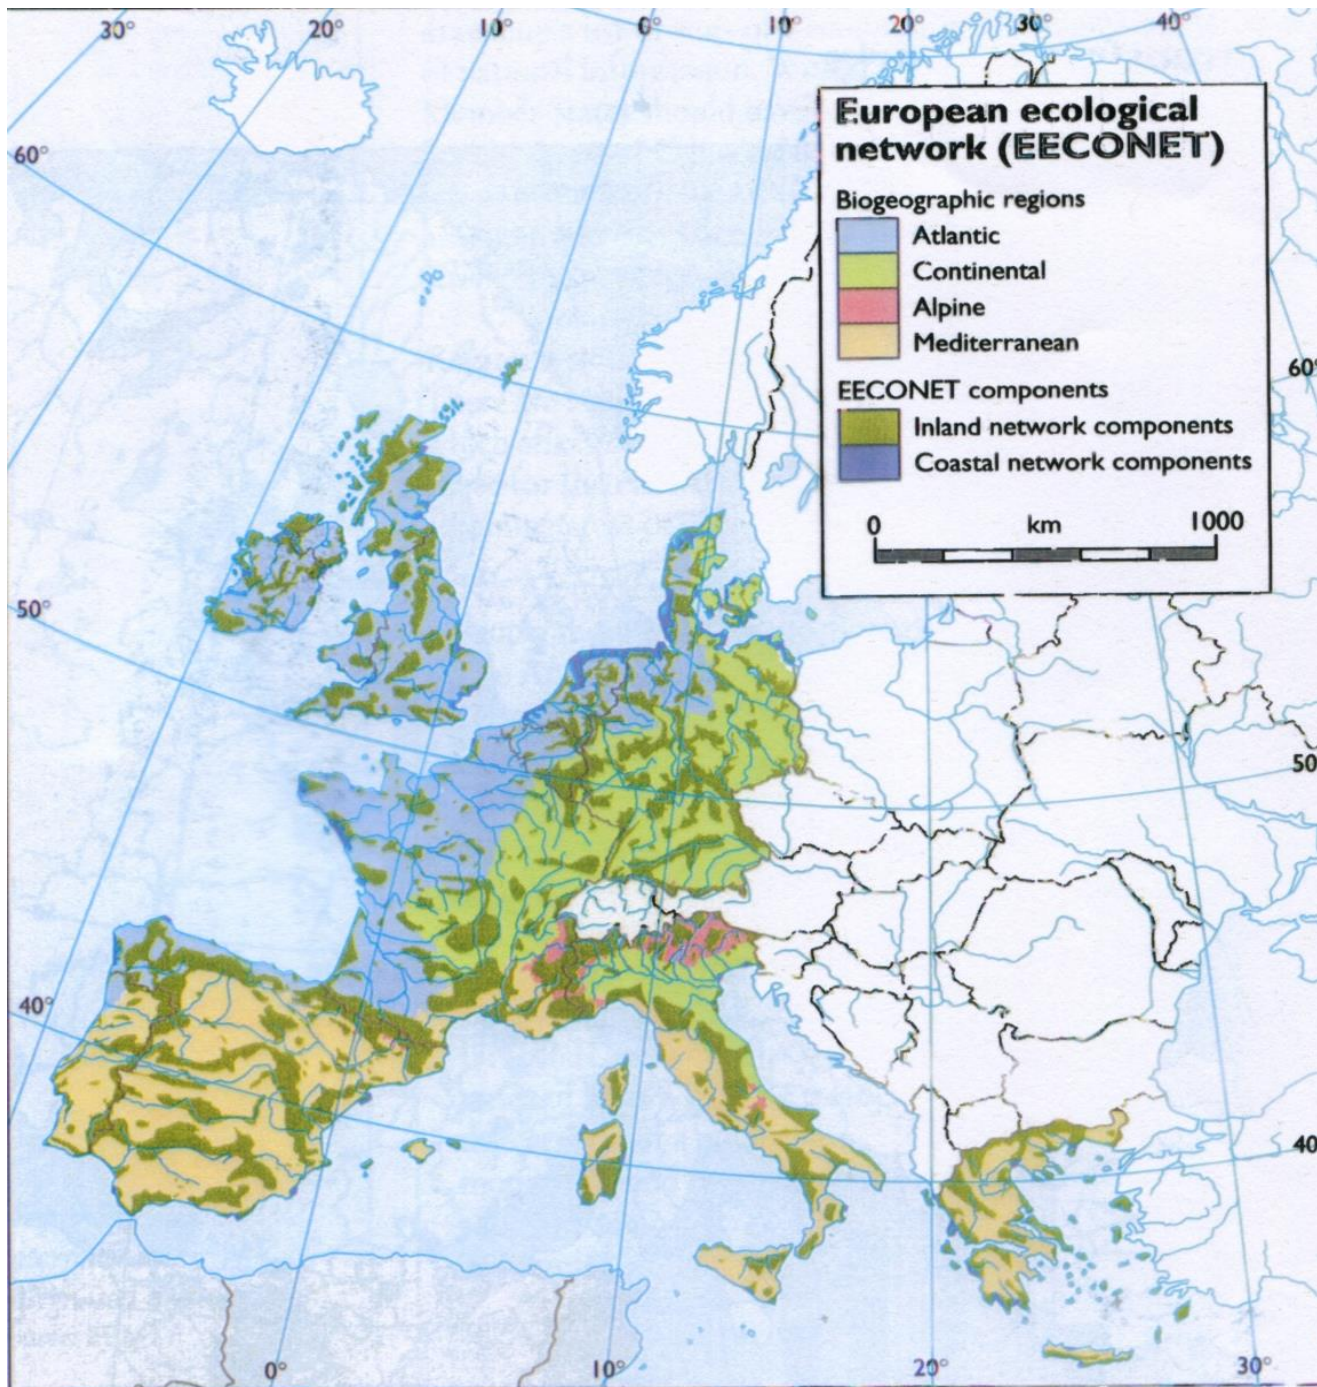 30°
20°
10°
0°
10°
20°
30°
40°
European ecological
network (EECONET)
Biogeographic regions
Atlantic
Continental
Alpine
Mediterranean
EECONET components
Inland network components
Coastal network components
0 km 1000
60°
60°
50°
50
40°
40
0°
10°
20°
30°